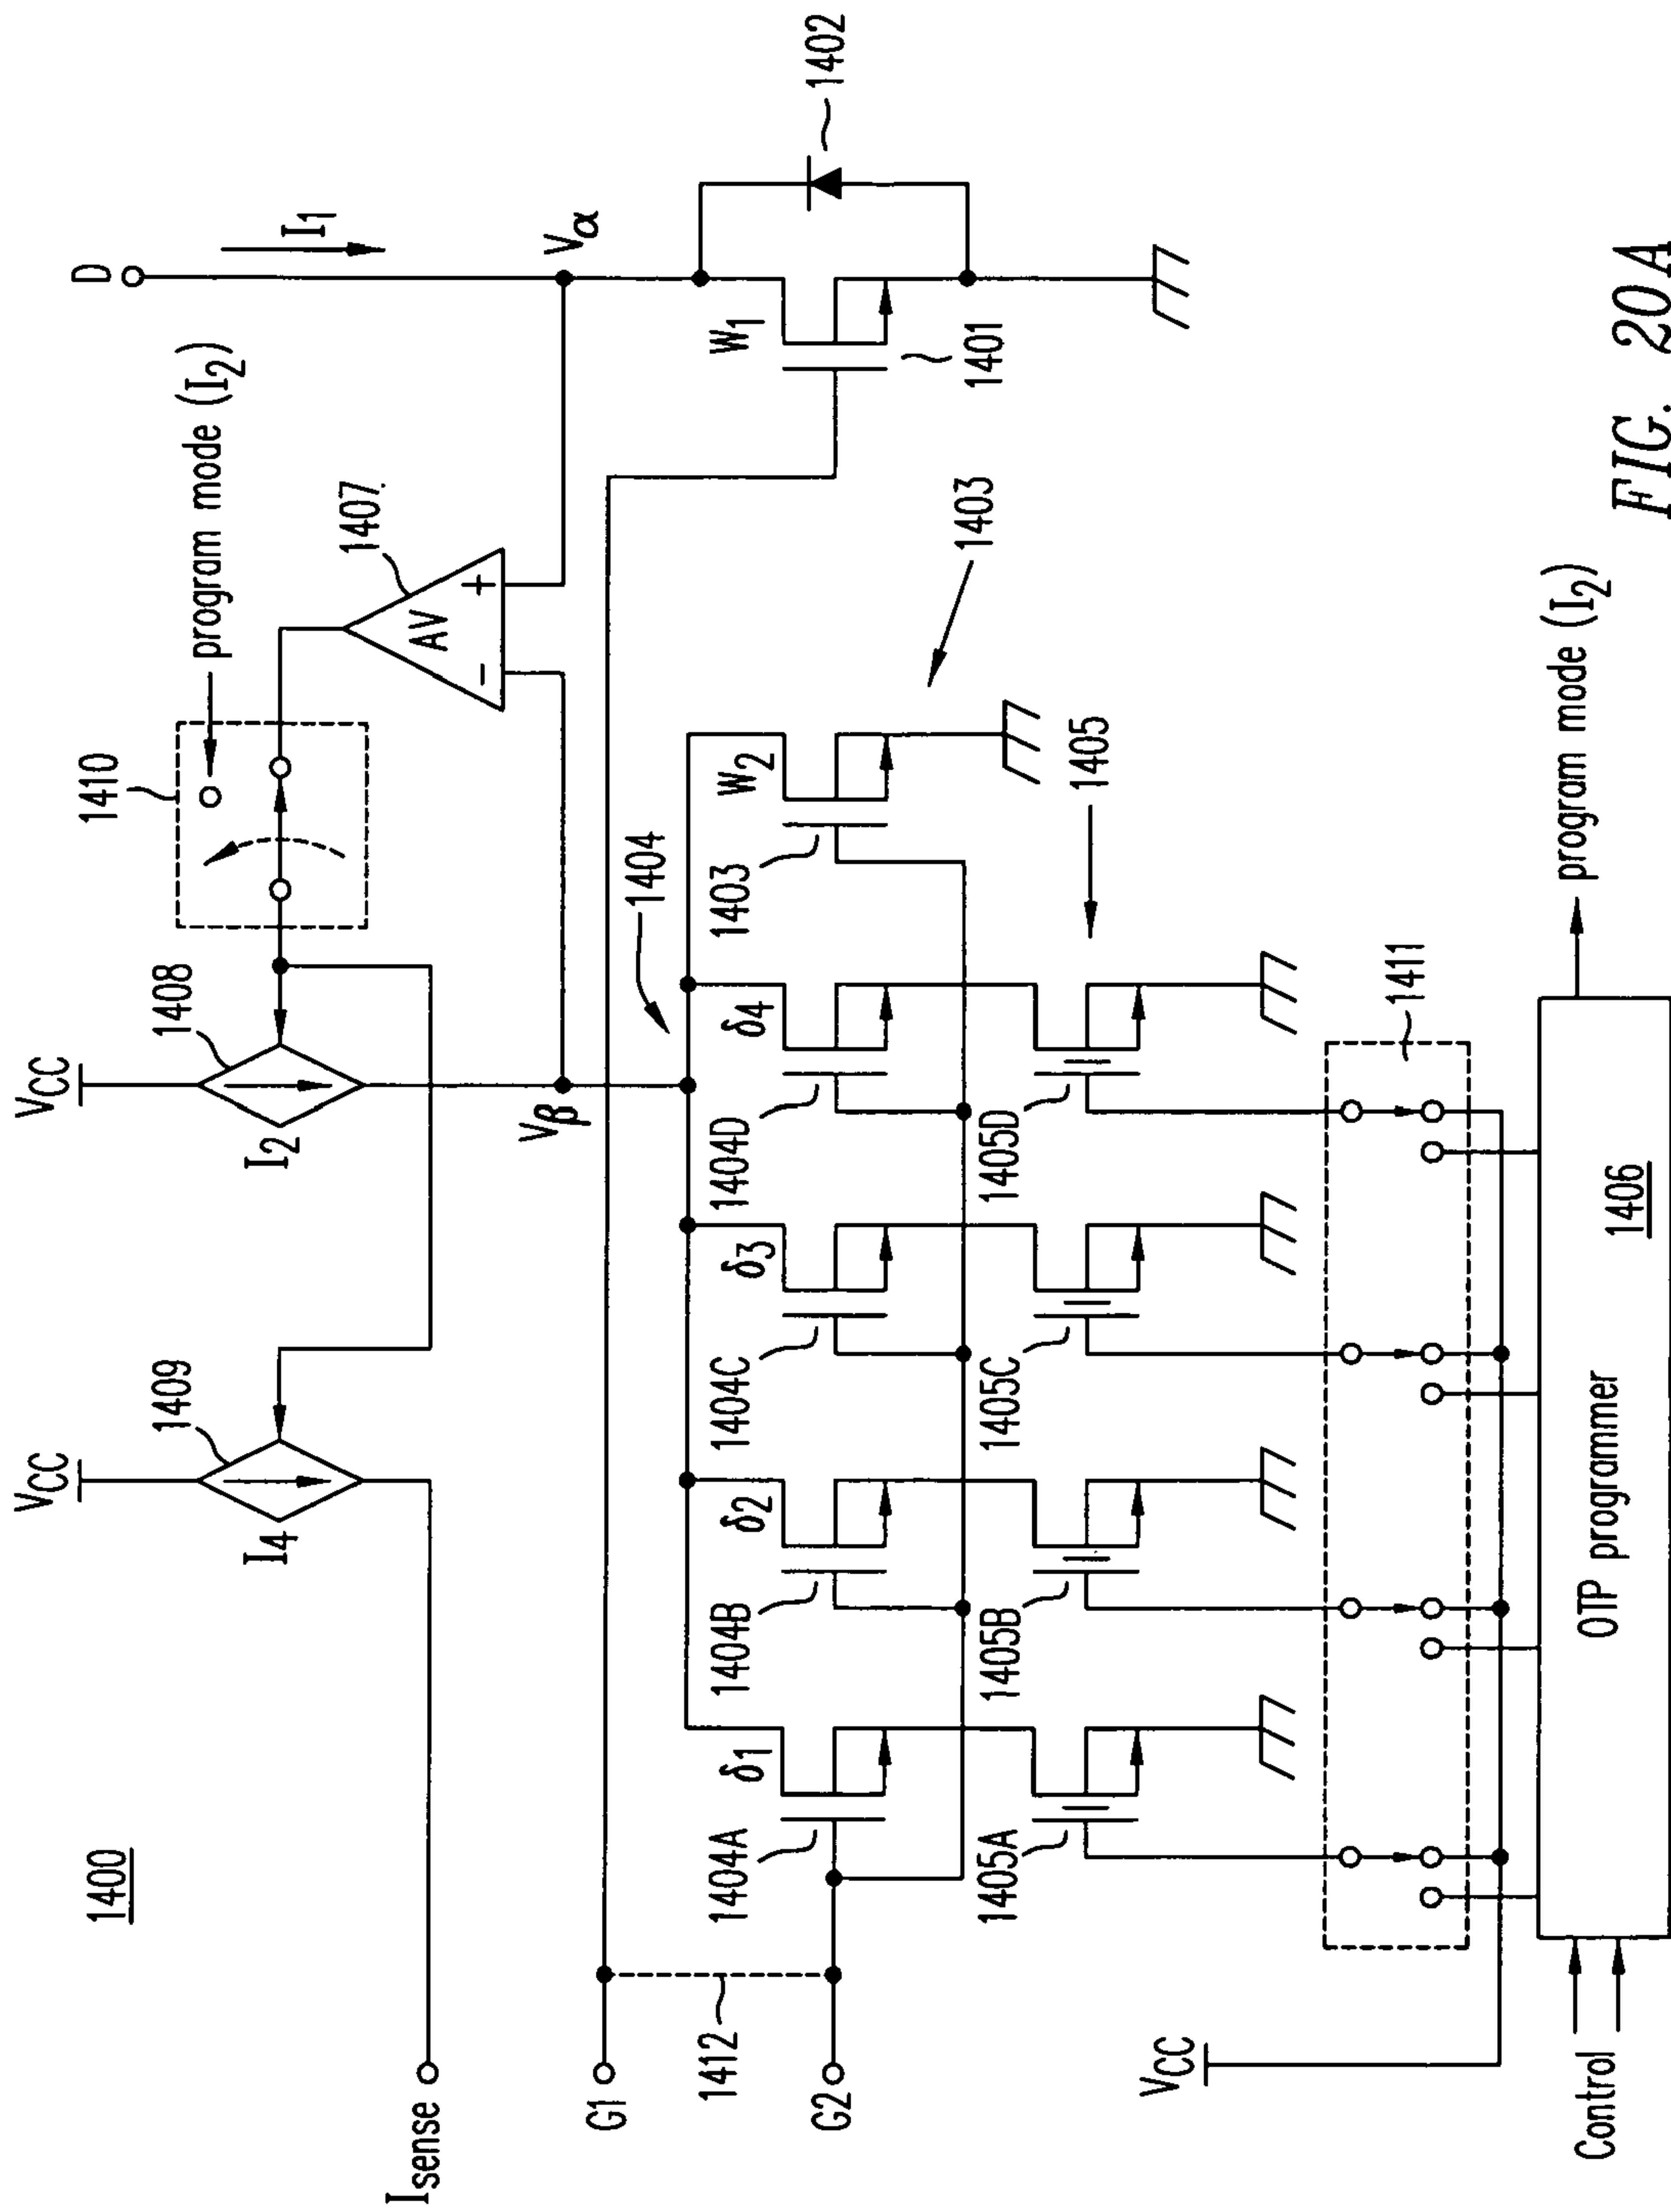 1400
VCC
VCC
1409
1408
1410
program mode (I2)
I4
I2
1407
AV
-
+
D
I1
Isense
Vβ
Vα
1404
G1
1412
G2
1404A
δ1
1404B
δ2
1404C
δ3
1404D
δ4
1403
W2
1403
W1
1401
1402
1405A
1405B
1405C
1405D
1405
VCC
1411
Control
OTP programmer
1406
program mode (I2)
FIG. 20A